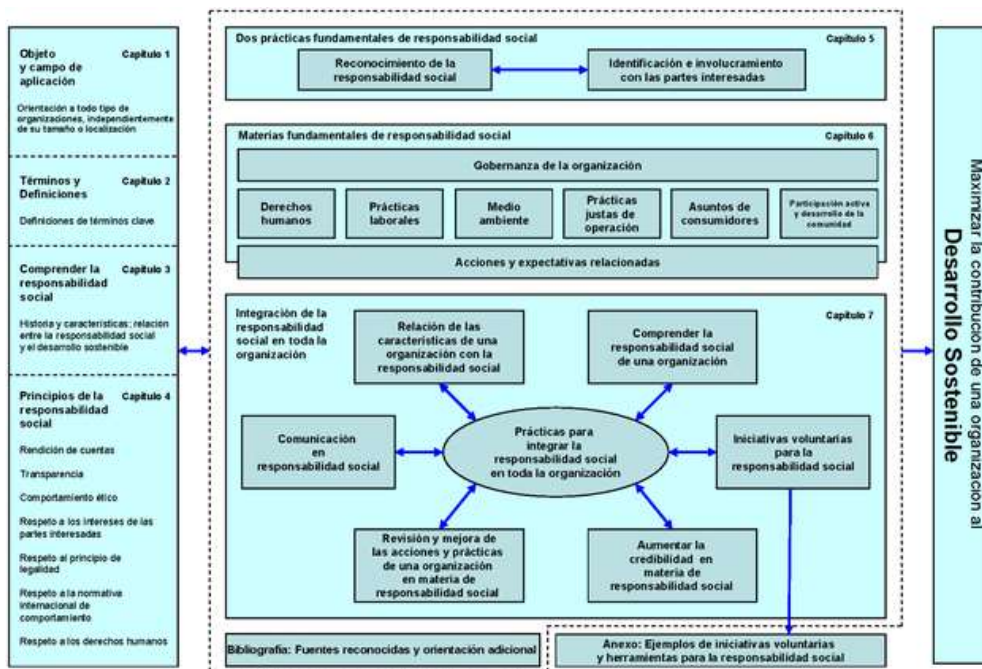 Objeto Capítulo 1
y campo de
aplicación
Orientación a todo tipo de
organizaciones, independientemente
de su tamaño o localización
Términos y Capítulo 2
Definiciones
Definiciones de términos clave
Comprender la Capítulo 3
responsabilidad
social
Historia y características; relación
entre la responsabilidad social
y el desarrollo sostenible
Principios de la Capítulo 4
responsabilidad
social
Rendición de cuentas
Transparencia
Comportamiento ético
Respeto a los intereses de las
partes interesadas
Respeto al principio de
legalidad
Respeto a la normativa
internacional de
comportamiento
Respeto a los derechos humanos
Dos prácticas fundamentales de responsabilidad social Capítulo 5
Reconocimiento de la
responsabilidad social
Identificación e involucramiento
con las partes interesadas
Materias fundamentales de responsabilidad social Capítulo 6
Gobernanza de la organización
Derechos
humanos
Prácticas
laborales
Medio
ambiente
Prácticas
justas de
operación
Asuntos de
consumidores
Participación activa
y desarrollo de la
comunidad
Acciones y expectativas relacionadas
Integración de la
responsabilidad
social en toda la
organización
Capítulo 7
Relación de las
características de una
organización con la
responsabilidad social
Comprender la
responsabilidad social
de una organización
Comunicación
en
responsabilidad social
Prácticas para
integrar la
responsabilidad social
en toda la organización
Iniciativas voluntarias
para la
responsabilidad social
Revisión y mejora de
las acciones y prácticas
de una organización
en materia de
responsabilidad social
Aumentar la
credibilidad en
materia de
responsabilidad social
Bibliografía: Fuentes reconocidas y orientación adicional
Anexo: Ejemplos de iniciativas voluntarias
y herramientas para la responsabilidad social
Maximizar la contribución de una organización al
Desarrollo Sostenible